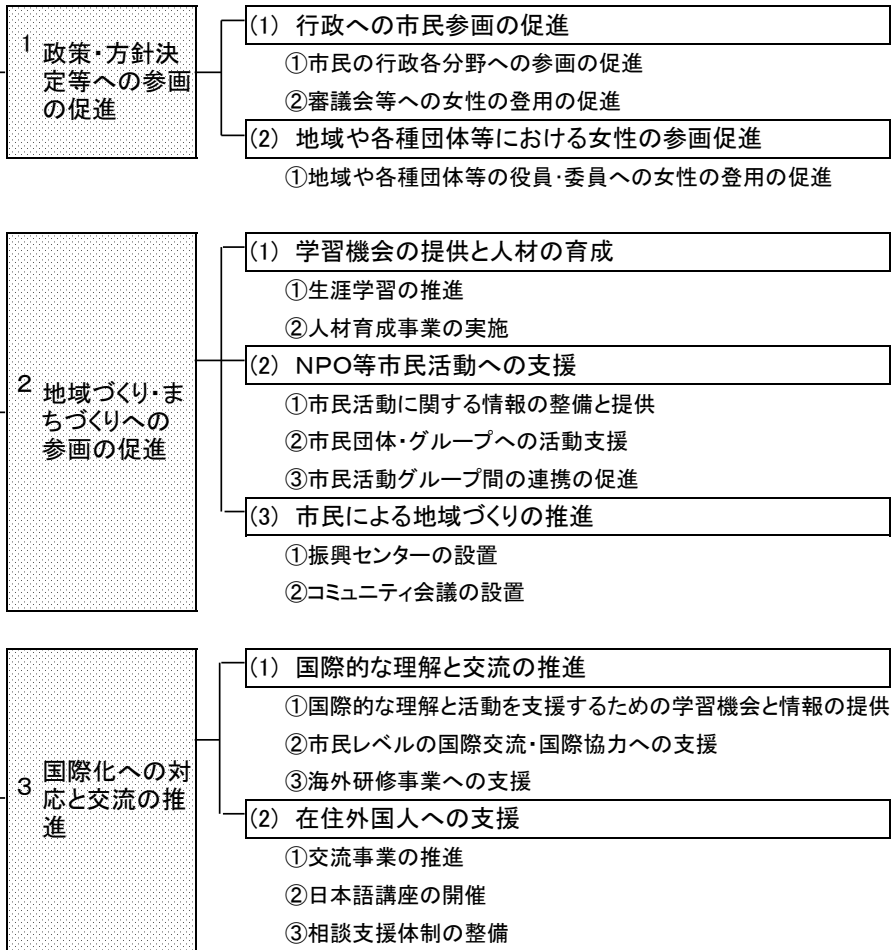 1 政策・方針決
定等への参画
の促進
(1) 行政への市民参画の促進
①市民の行政各分野への参画の促進
②審議会等への女性の登用の促進
(2) 地域や各種団体等における女性の参画促進
①地域や各種団体等の役員・委員への女性の登用の促進
2 地域づくり・ま
ちづくりへの
参画の促進
(1) 学習機会の提供と人材の育成
①生涯学習の推進
②人材育成事業の実施
(2) NPO等市民活動への支援
①市民活動に関する情報の整備と提供
②市民団体・グループへの活動支援
③市民活動グループ間の連携の促進
(3) 市民による地域づくりの推進
①振興センターの設置
②コミュニティ会議の設置
3 国際化への対
応と交流の推
進
(1) 国際的な理解と交流の推進
①国際的な理解と活動を支援するための学習機会と情報の提供
②市民レベルの国際交流・国際協力への支援
③海外研修事業への支援
(2) 在住外国人への支援
①交流事業の推進
②日本語講座の開催
③相談支援体制の整備